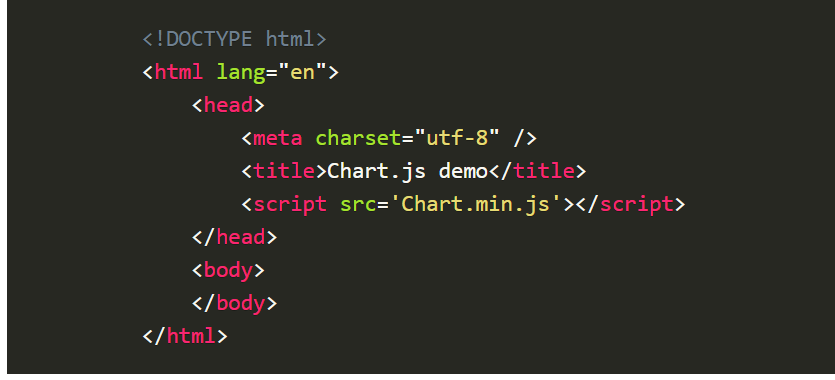 <!DOCTYPE html>
<html lang="en">
    <head>
        <meta charset="utf-8" />
        <title>Chart.js demo</title>
        <script src='Chart.min.js'></script>
    </head>
    <body>
    </body>
</html>